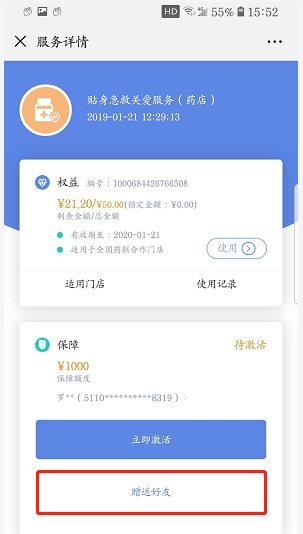 HD 4G 55% 15:52
服务详情
贴身急救关爱服务（药店）
2019-01-21 12:29:13
权益 编号：1000684426766508
¥21.20/¥50.00(锁定金额：¥0.00)
剩余金额/总金额
有效期至：2020-01-21
适用于全国药联合作门店
使用
适用门店 使用记录
保障 待激活
¥1000
保障额度
罗**（5110**********8319）
立即激活
赠送好友